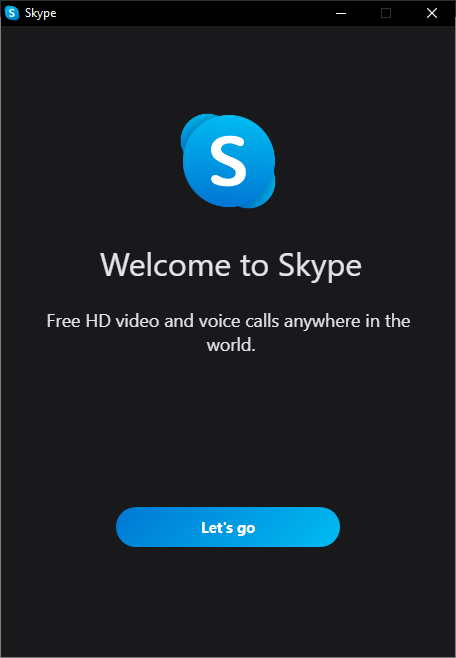 Skype
S
Welcome to Skype
Free HD video and voice calls anywhere in the
world.
Let's go